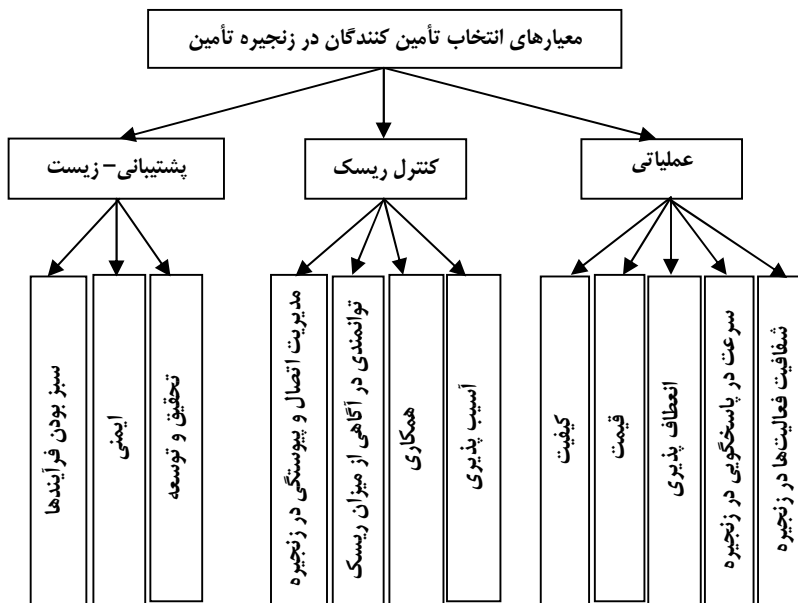 معیارهای انتخاب تأمین کنندگان در زنجیره تأمین
عملیاتی
کنترل ریسک
پشتیبانی- زیست
شفافیت فعالیت‌ها در زنجیره
سرعت در پاسخگویی در زنجیره
انعطاف پذیری
قیمت
کیفیت
آسیب پذیری
همکاری
توانمندی در آگاهی از میزان ریسک
مدیریت اتصال و پیوستگی در زنجیره
تحقیق و توسعه
ایمنی
سبز بودن فرآیندها